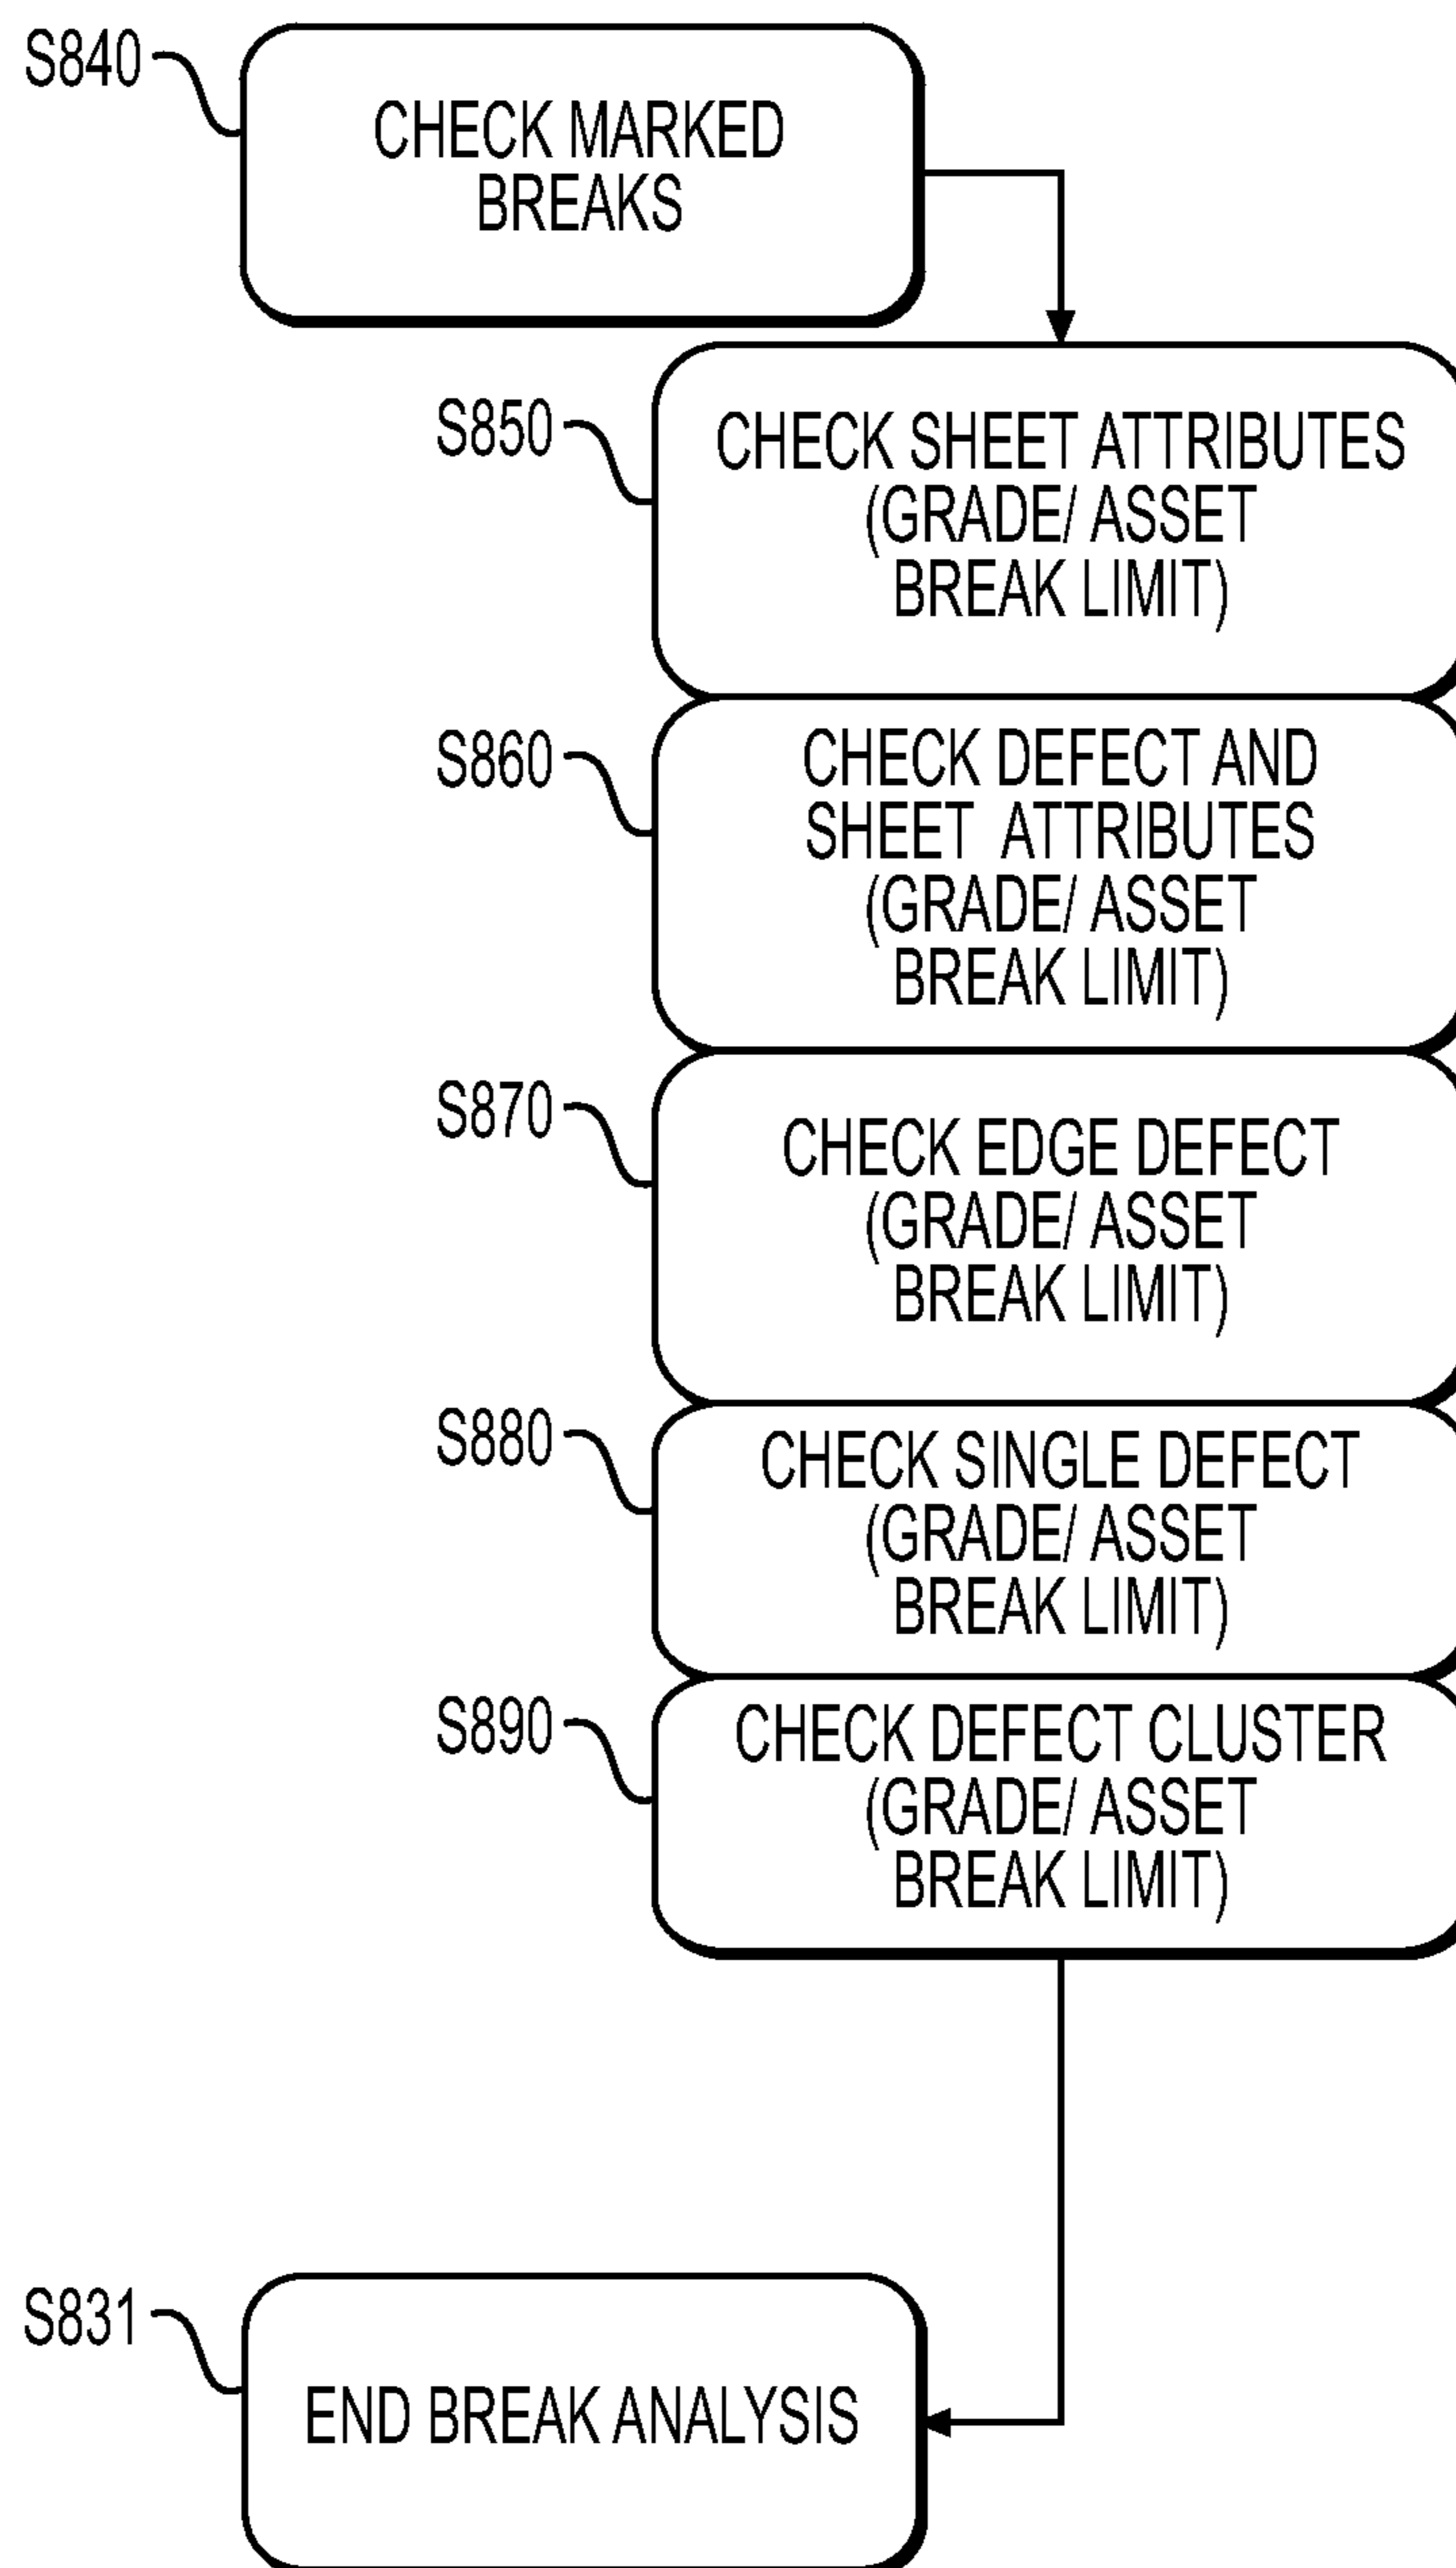 S840
CHECK MARKED
BREAKS
S850
CHECK SHEET ATTRIBUTES
(GRADE/ ASSET
BREAK LIMIT)
S860
CHECK DEFECT AND
SHEET ATTRIBUTES
(GRADE/ ASSET
BREAK LIMIT)
S870
CHECK EDGE DEFECT
(GRADE/ ASSET
BREAK LIMIT)
S880
CHECK SINGLE DEFECT
(GRADE/ ASSET
BREAK LIMIT)
S890
CHECK DEFECT CLUSTER
(GRADE/ ASSET
BREAK LIMIT)
S831
END BREAK ANALYSIS